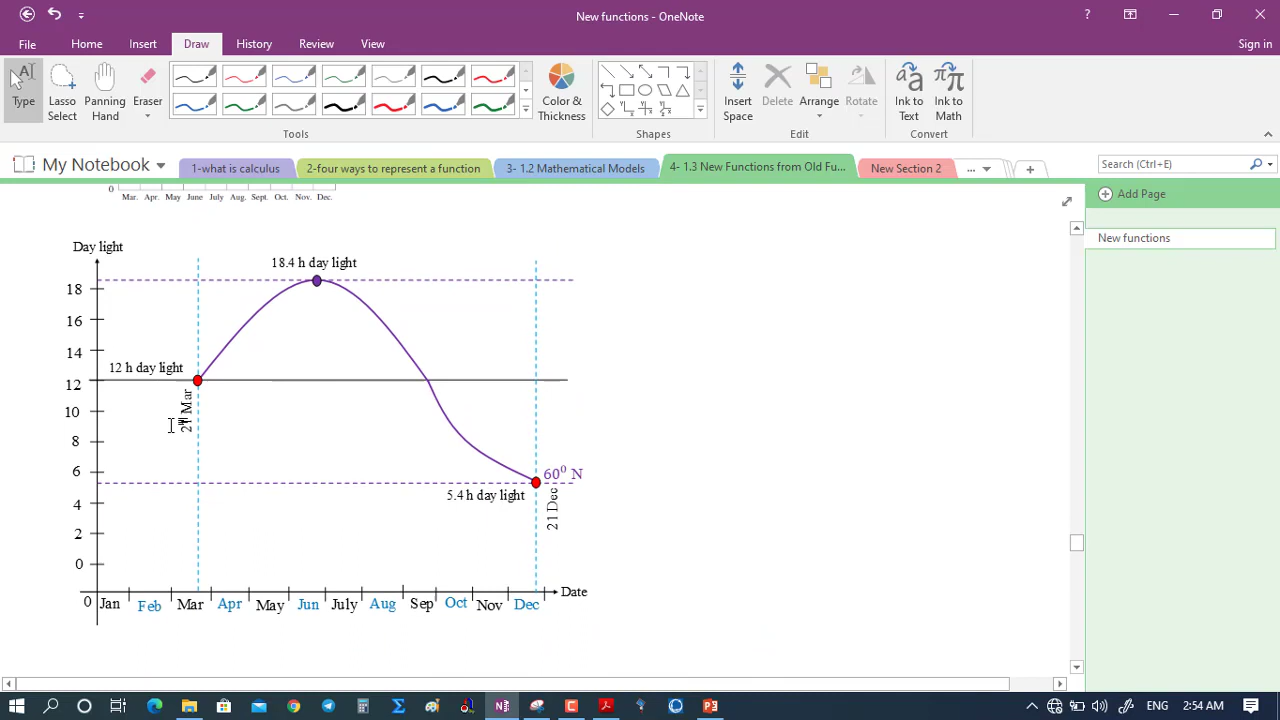 New functions - OneNote
?
File
Home
Insert
Draw
History
Review
View
Sign in
Type
Lasso
Select
Panning
Hand
Eraser
Color &
Thickness
Insert
Space
Delete
Arrange
Rotate
Ink to
Text
Ink to
Math
Tools
Shapes
Edit
Convert
My Notebook
1-what is calculus
2-four ways to represent a function
3- 1.2 Mathematical Models
4- 1.3 New Functions from Old Fu...
New Section 2
...
Search (Ctrl+E)
Add Page
New functions
0
Mar. Apr. May June July Aug. Sept. Oct. Nov. Dec.
Day light
18.4 h day light
18
16
14
12 h day light
12
10
8
6
4
2
0
21 Mar
60⁰ N
5.4 h day light
21 Dec
0 Jan Feb Mar Apr May Jun July Aug Sep Oct Nov Dec Date
ENG 2:54 AM